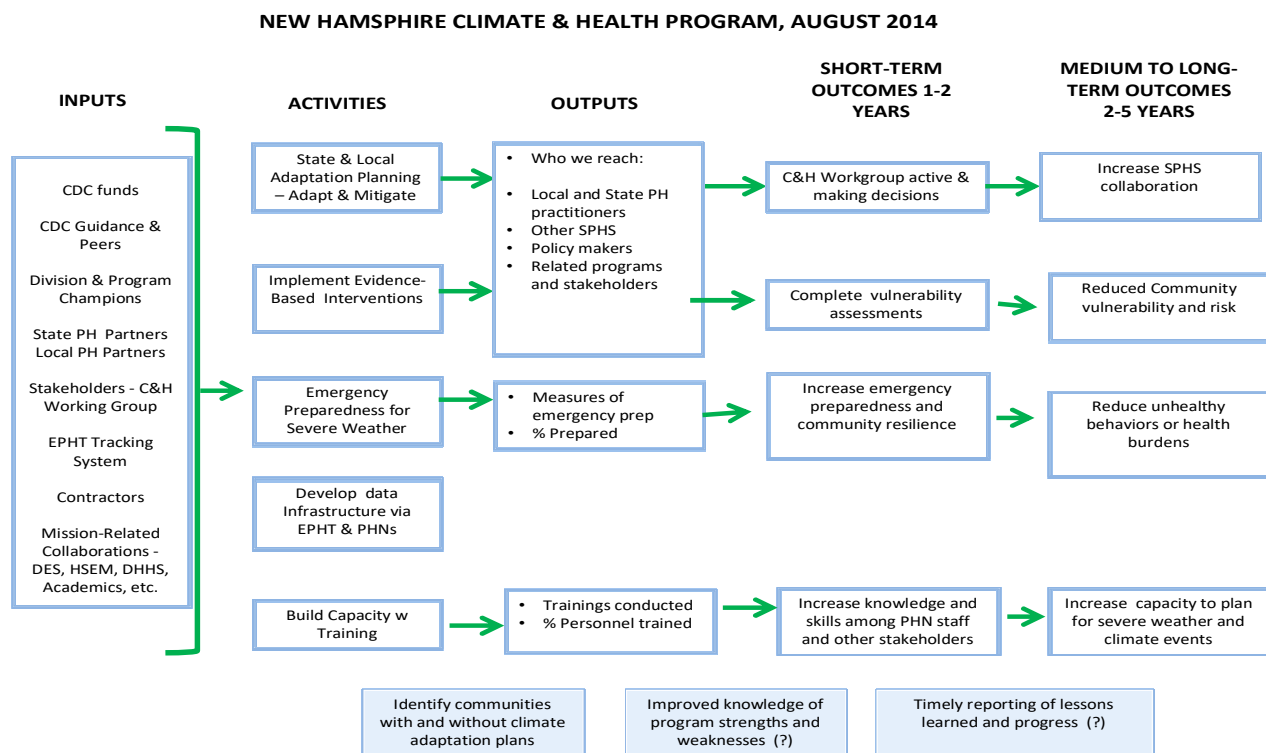 NEW HAMSPHIRE CLIMATE & HEALTH PROGRAM, AUGUST 2014
INPUTS
ACTIVITIES
OUTPUTS
SHORT-TERM
OUTCOMES 1-2
YEARS
MEDIUM TO LONG-
TERM OUTCOMES
2-5 YEARS
CDC funds
CDC Guidance &
Peers
Division & Program
Champions
State PH Partners
Local PH Partners
Stakeholders - C&H
Working Group
EPHT Tracking
System
Contractors
Mission-Related
Collaborations -
DES, HSEM, DHHS,
Academics, etc.
State & Local
Adaptation Planning
– Adapt & Mitigate
Implement Evidence-
Based Interventions
Emergency
Preparedness for
Severe Weather
Develop data
Infrastructure via
EPHT & PHNs
Build Capacity w
Training
• Who we reach:
• Local and State PH
practitioners
• Other SPHS
• Policy makers
• Related programs
and stakeholders
• Measures of
emergency prep
• % Prepared
• Trainings conducted
• % Personnel trained
C&H Workgroup active &
making decisions
Complete vulnerability
assessments
Increase emergency
preparedness and
community resilience
Increase knowledge and
skills among PHN staff
and other stakeholders
Increase SPHS
collaboration
Reduced Community
vulnerability and risk
Reduce unhealthy
behaviors or health
burdens
Increase capacity to plan
for severe weather and
climate events
Identify communities
with and without climate
adaptation plans
Improved knowledge of
program strengths and
weaknesses (?)
Timely reporting of lessons
learned and progress (?)